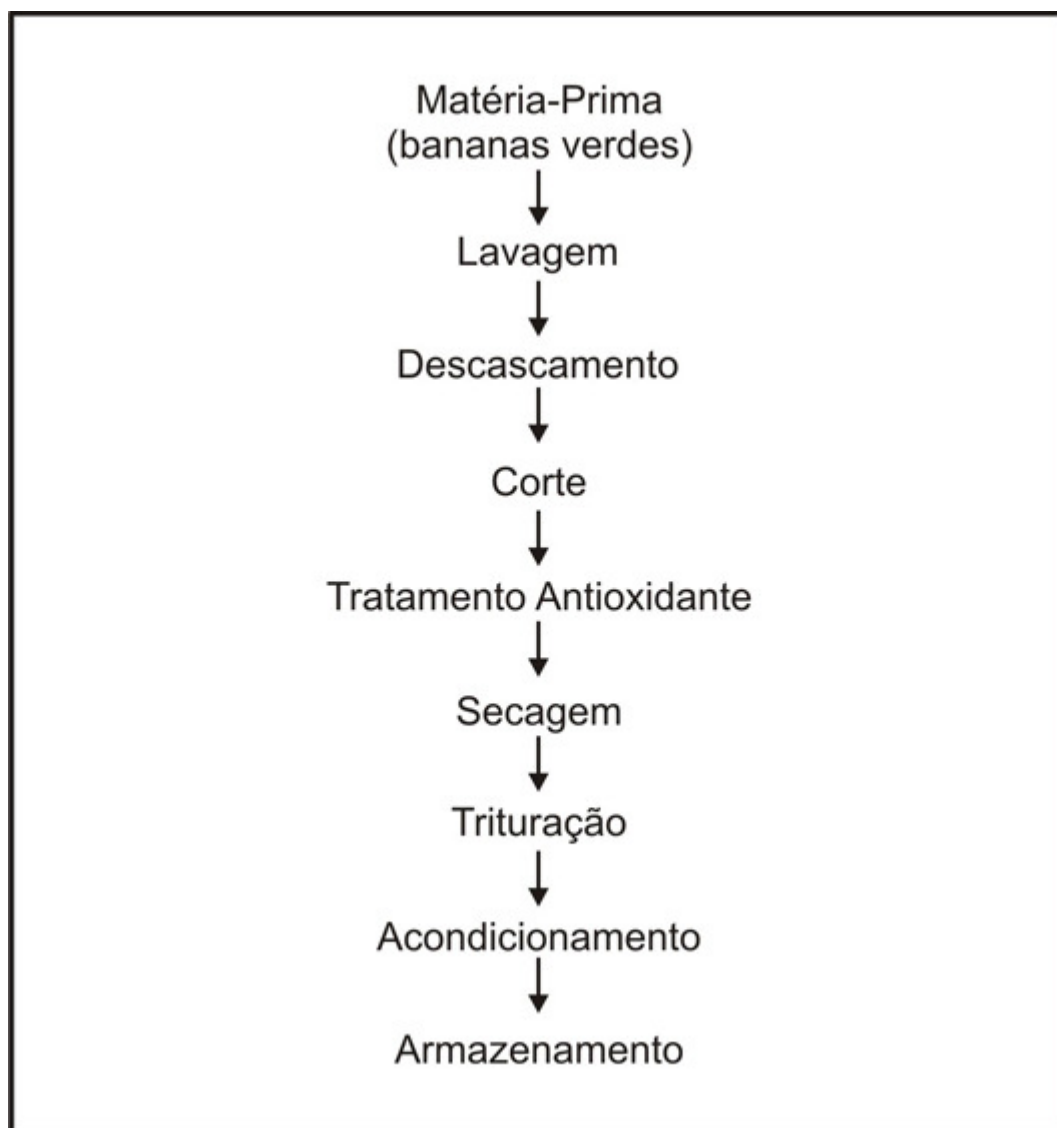 Matéria-Prima
(bananas verdes)
Lavagem
Descascamento
Corte
Tratamento Antioxidante
Secagem
Trituração
Acondicionamento
Armazenamento